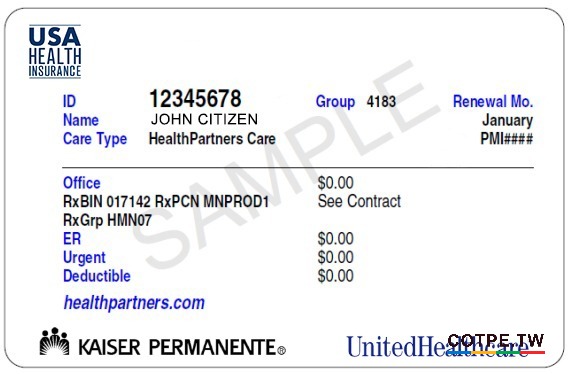 USA
HEALTH
INSURANCE
ID 12345678 Group 4183 Renewal Mo.
Name JOHN CITIZEN January
Care Type HealthPartners Care PMI####
SAMPLE
Office $0.00
RxBIN 017142 RxPCN MNPROD1 See Contract
RxGrp HMN07
ER $0.00
Urgent $0.00
Deductible $0.00
healthpartners.com
KAISER PERMANENTE® UnitedHealthcare
COTPE.TW